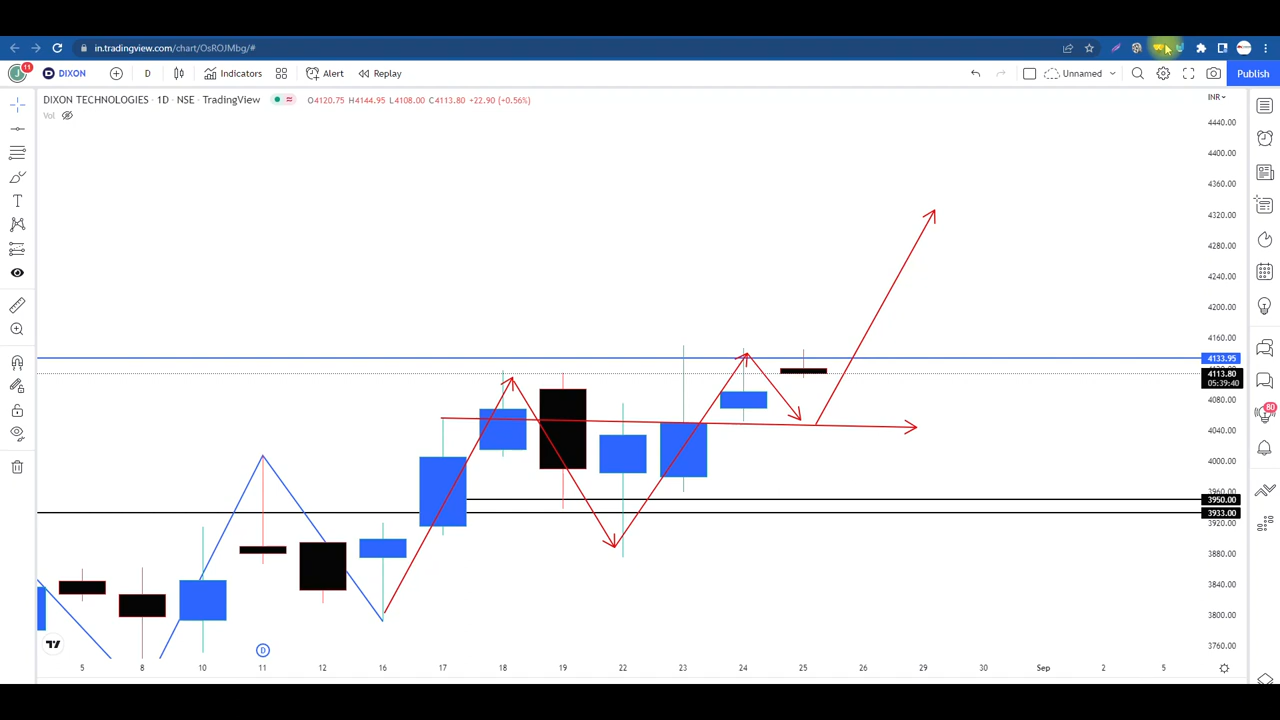 in.tradingview.com/chart/OsROJMbg/#
11
DIXON
D
Indicators
Alert
Replay
Unnamed
Publish
DIXON TECHNOLOGIES · 1D · NSE · TradingView
O4120.75 H4144.95 L4108.00 C4113.80 +22.90 (+0.56%)
INR
Vol
4440.00
4400.00
4360.00
4320.00
4280.00
4240.00
4200.00
4160.00
4133.95
4113.80
05:39:40
4080.00
4040.00
4000.00
3950.00
3933.00
3920.00
3880.00
3840.00
3800.00
3760.00
80
D
5 8 10 11 12 16 17 18 19 22 23 24 25 26 29 30 Sep 2 5